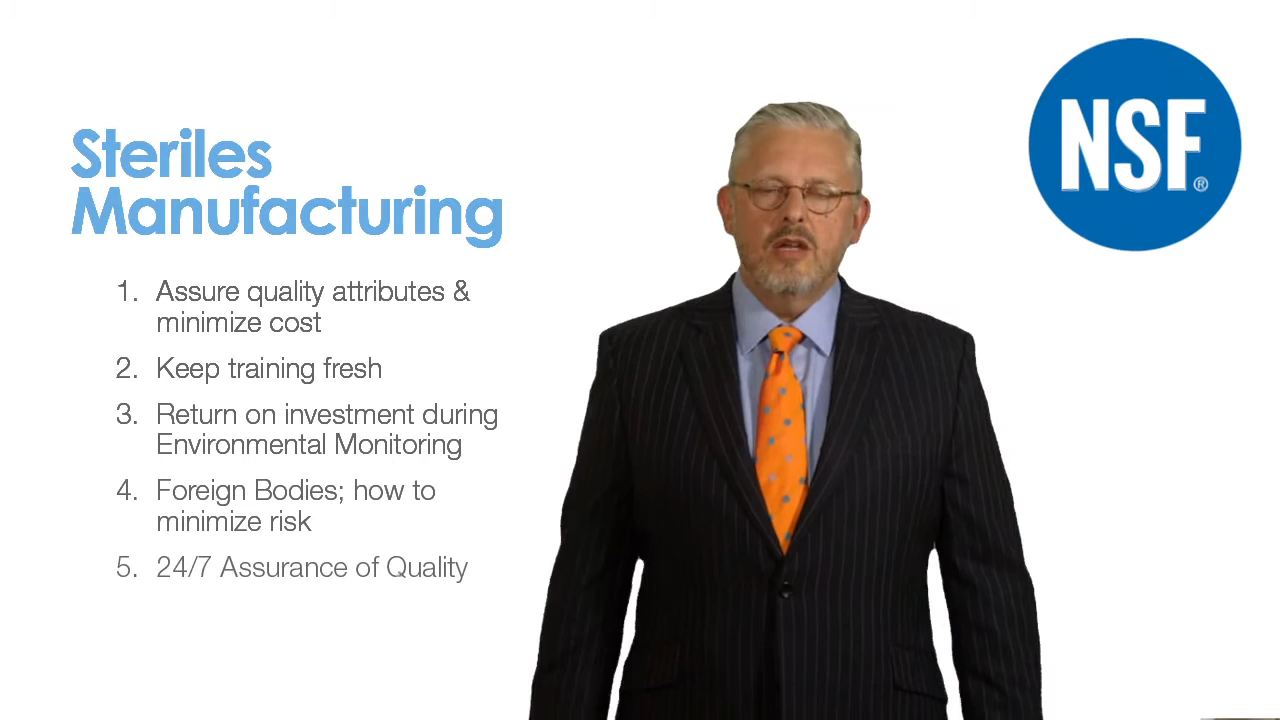 Steriles
Manufacturing
1. Assure quality attributes &
minimize cost
2. Keep training fresh
3. Return on investment during
Environmental Monitoring
4. Foreign Bodies; how to
minimize risk
5. 24/7 Assurance of Quality
NSF®